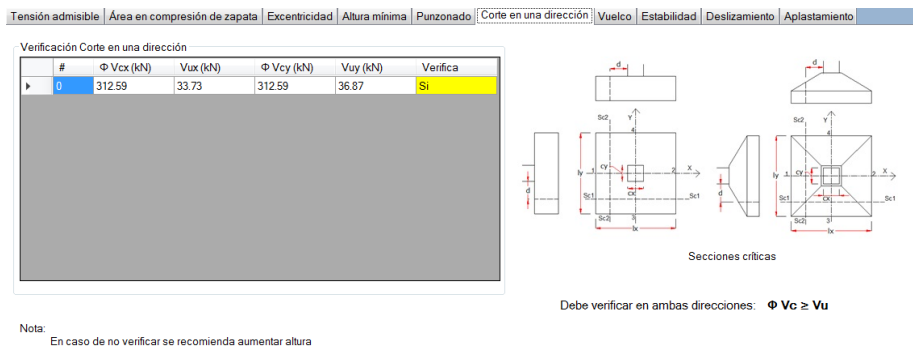 Tensión admisible Área en compresión de zapata Excentricidad Altura mínima Punzonado Corte en una dirección Vuelco Estabilidad Deslizamiento Aplastamiento
Verificación Corte en una dirección
# Φ Vcx (kN) Vux (kN) Φ Vcy (kN) Vuy (kN) Verifica
0 312.59 33.73 312.59 36.87 Si
d
d
Sc2 Y
4
ly 1 cy 2 X
cx
Sc1 Sc1
Sc2 3
lx
d
Sc2 Y
4
ly 1 cy 2 X
cx
Sc1 Sc1
Sc2 3
lx
d
d
Secciones críticas
Debe verificar en ambas direcciones: Φ Vc ≥ Vu
Nota:
En caso de no verificar se recomienda aumentar altura